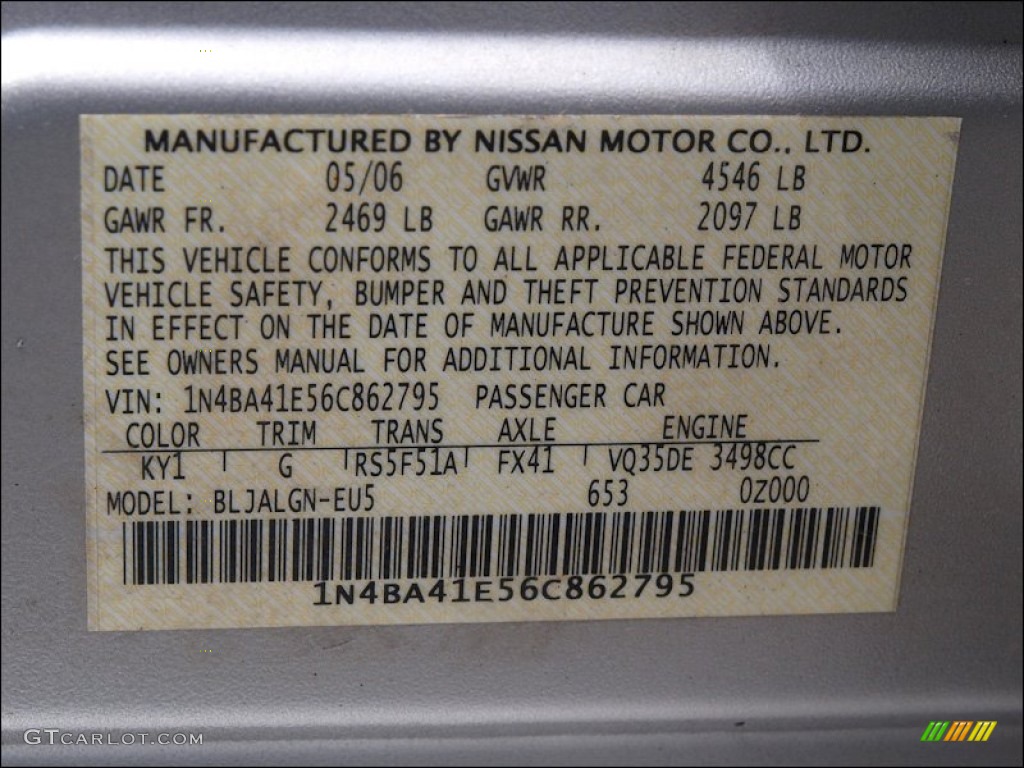 MANUFACTURED BY NISSAN MOTOR CO., LTD.
DATE 05/06 GVWR 4546 LB
GAWR FR. 2469 LB GAWR RR. 2097 LB
THIS VEHICLE CONFORMS TO ALL APPLICABLE FEDERAL MOTOR
VEHICLE SAFETY, BUMPER AND THEFT PREVENTION STANDARDS
IN EFFECT ON THE DATE OF MANUFACTURE SHOWN ABOVE.
SEE OWNERS MANUAL FOR ADDITIONAL INFORMATION.
VIN: 1N4BA41E56C862795 PASSENGER CAR
COLOR TRIM TRANS AXLE ENGINE
KY1 G RS5F51A FX41 VQ35DE 3498CC
MODEL: BLJALGN-EU5 653 0Z000
1N4BA41E56C862795
GTcarlot.com